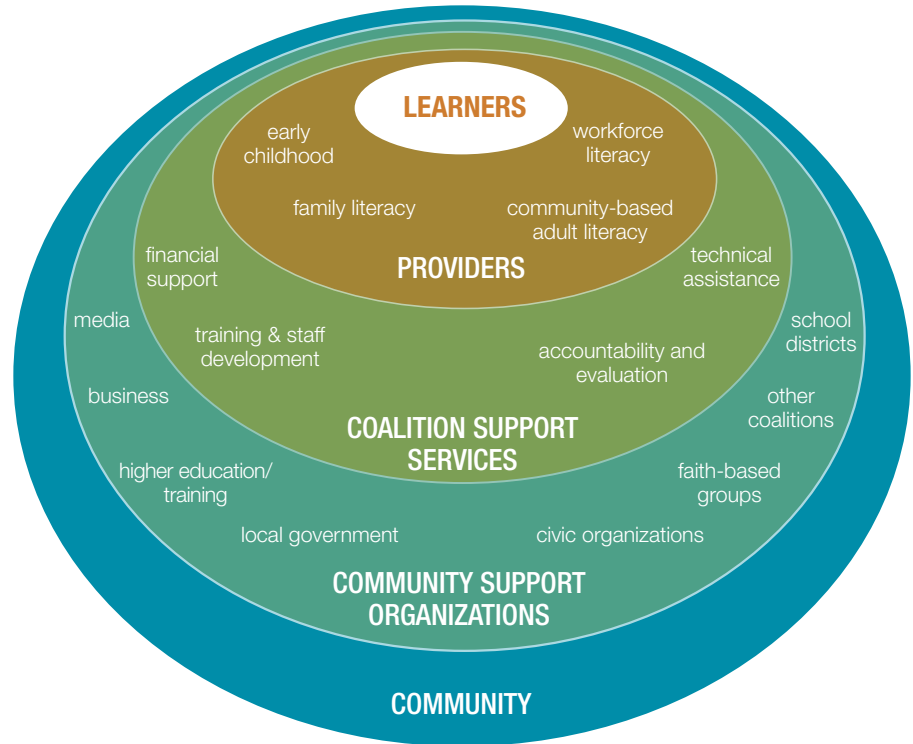 LEARNERS
early
childhood
workforce
literacy
family literacy
community-based
adult literacy
PROVIDERS
financial
support
technical
assistance
training & staff
development
accountability and
evaluation
COALITION SUPPORT
SERVICES
media
school
districts
business
other
coalitions
higher education/
training
faith-based
groups
local government
civic organizations
COMMUNITY SUPPORT
ORGANIZATIONS
COMMUNITY